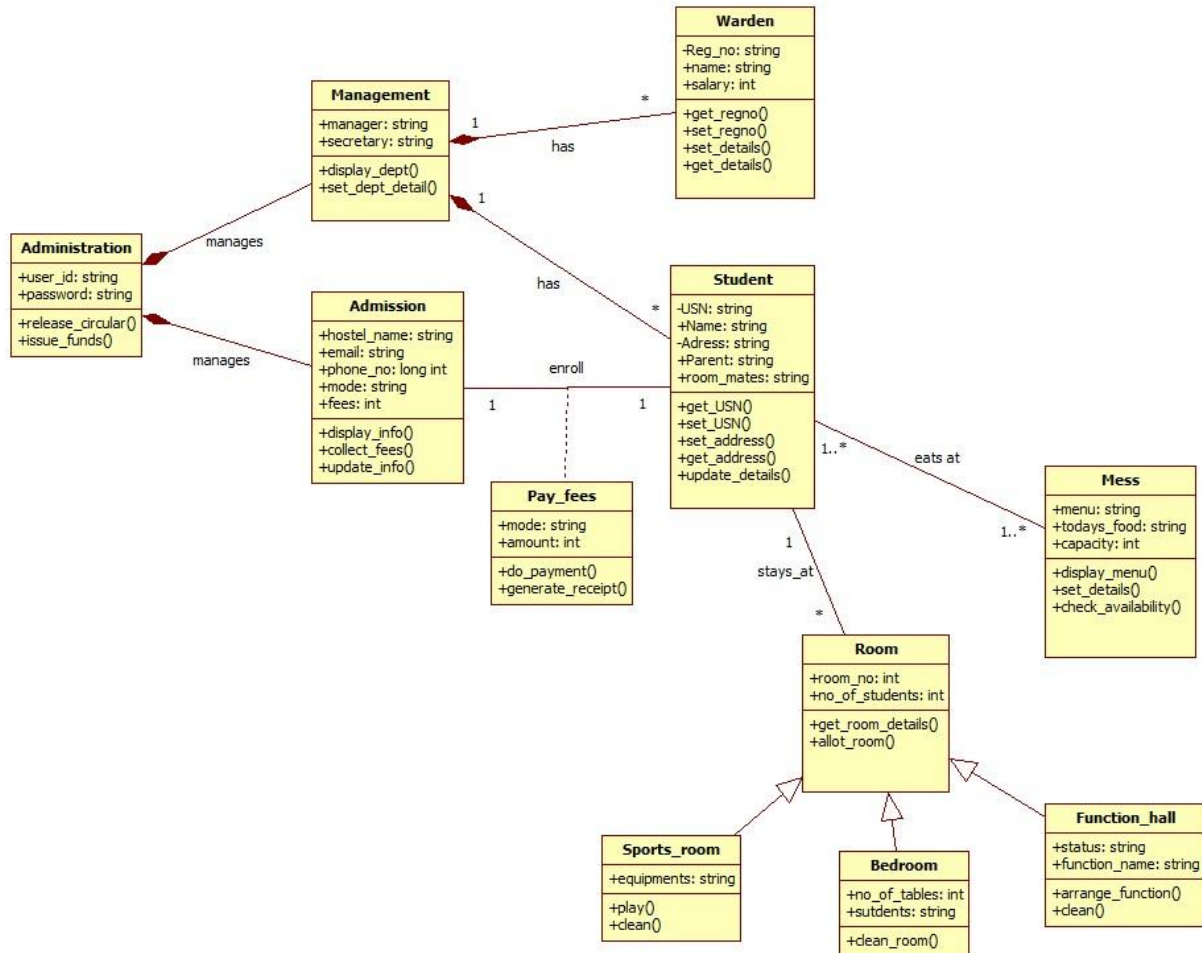 Warden
-Reg_no: string
+name: string
+salary: int
+get_regno()
+set_regno()
+set_details()
+get_details()
Management
+manager: string
+secretary: string
+display_dept()
+set_dept_detail()
1
*
has
1
has
*
Administration
+user_id: string
+password: string
+release_circular()
+issue_funds()
manages
manages
Admission
+hostel_name: string
+email: string
+phone_no: long int
+mode: string
+fees: int
+display_info()
+collect_fees()
+update_info()
enroll
1
1
Student
-USN: string
+Name: string
-Adress: string
+Parent: string
+room_mates: string
+get_USN()
+set_USN()
+set_address()
+get_address()
+update_details()
1..*
eats at
1..*
Pay_fees
+mode: string
+amount: int
+do_payment()
+generate_receipt()
1
stays_at
*
Mess
+menu: string
+todays_food: string
+capacity: int
+display_menu()
+set_details()
+check_availability()
Room
+room_no: int
+no_of_students: int
+get_room_details()
+allot_room()
Sports_room
+equipments: string
+play()
+clean()
Bedroom
+no_of_tables: int
+sutdents: string
+clean_room()
Function_hall
+status: string
+function_name: string
+arrange_function()
+clean()